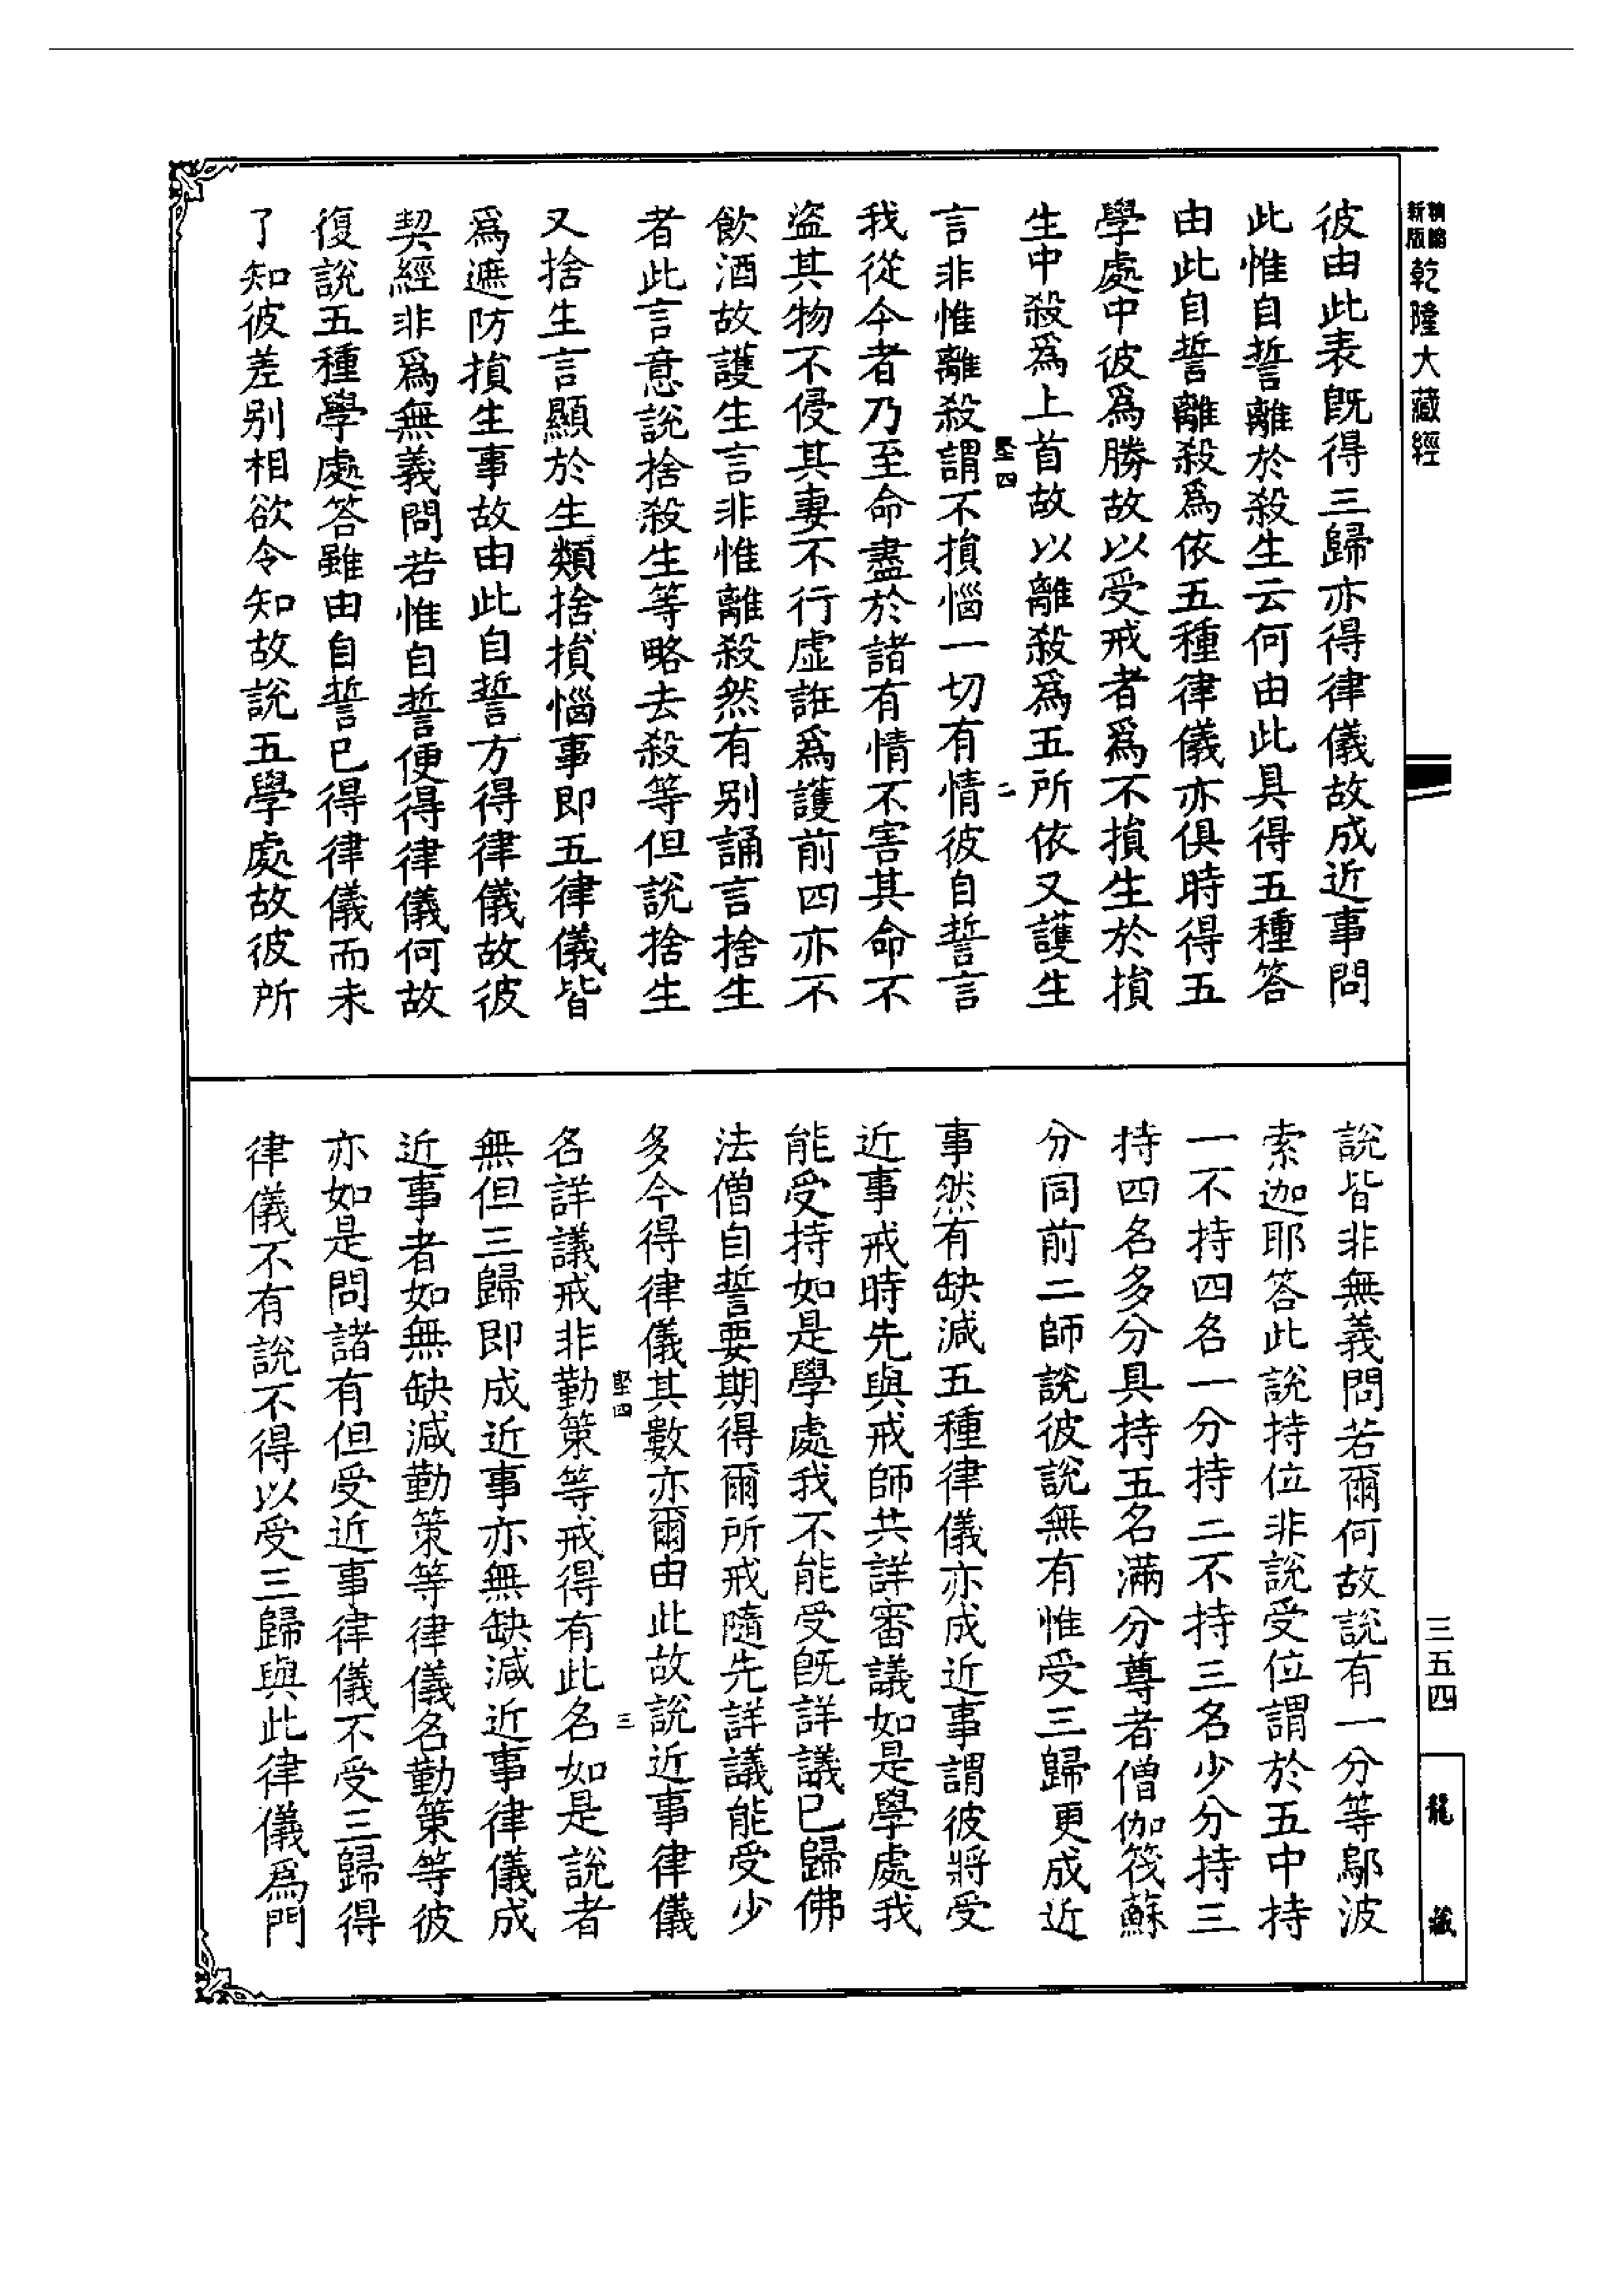 新版
乾隆大藏經
彼由此表既得三歸亦得律儀故成近事問
此惟自誓離於殺生云何由此具得五種答
由此自誓離殺爲依五種律儀亦俱時得五
學處中彼爲勝故以受戒者爲不損生於損
生中殺爲上首故以離殺爲五所依又護生
堅四 二
言非惟離殺謂不損惱一切有情彼自誓言
我從今者乃至命盡於諸有情不害其命不
盜其物不侵其妻不行虛誑爲護前四亦不
飲酒故護生言非惟離殺然有别誦言捨生
者此言意說捨殺生等略去殺等但說捨生
又捨生言顯於生類捨損惱事即五律儀皆
爲遮防損生事故由此自誓方得律儀故彼
契經非爲無義問若惟自誓便得律儀何故
復說五種學處答雖由自誓已得律儀而未
了知彼差别相欲令知故說五學處故彼所
說皆非無義問若爾何故說有一分等鄔波
索迦耶答此說持位非說受位謂於五中持
一不持四名一分持二不持三名少分持三
持四名多分具持五名滿分尊者僧伽筏蘇
分同前二師說彼說無有惟受三歸更成近
事然有缺減五種律儀亦成近事謂彼將受
近事戒時先與戒師共詳審議如是學處我
能受持如是學處我不能受既詳議已歸佛
法僧自誓要期得爾所戒隨先詳議能受少
多今得律儀其數亦爾由此故說近事律儀
堅四 三
名詳議戒非勤策等戒得有此名如是說者
無但三歸即成近事亦無缺減近事律儀成
近事者如無缺減勤策等律儀名勤策等彼
亦如是問諸有但受近事律儀不受三歸得
律儀不有說不得以受三歸與此律儀爲門
三五四
龍藏